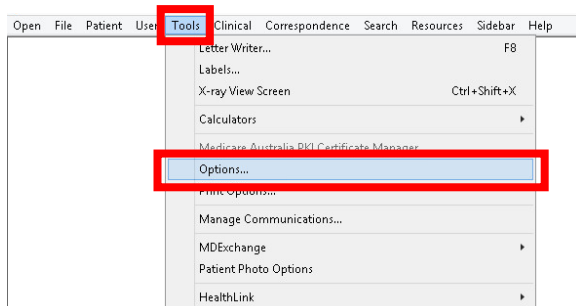 Open File Patient User Tools Clinical Correspondence Search Resources Sidebar Help
Letter Writer... F8
Labels...
X-ray View Screen Ctrl+Shift+X
Calculators
Medicare Australia PKI Certificate Manager
Options...
Print Options...
Manage Communications...
MDExchange
Patient Photo Options
HealthLink